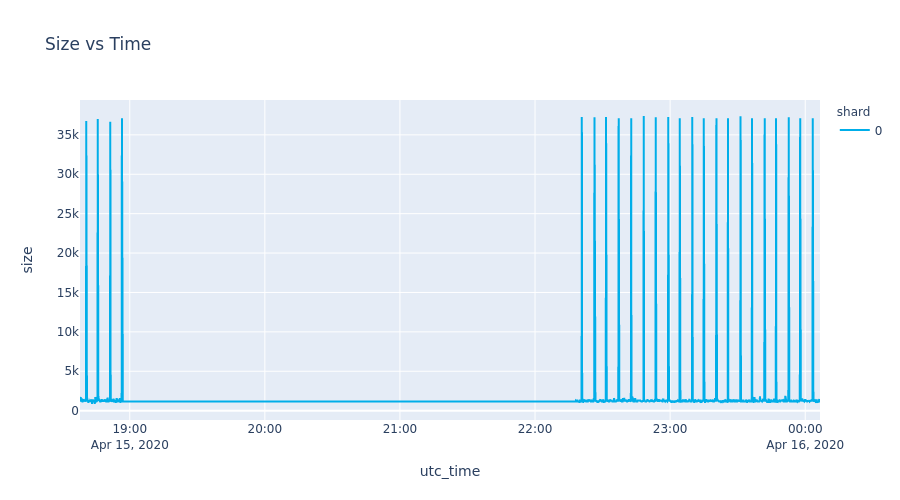 Size vs Time
shard
0
35k
30k
25k
20k
15k
10k
5k
0
size
19:00 20:00 21:00 22:00 23:00 00:00
Apr 15, 2020 Apr 16, 2020
utc_time